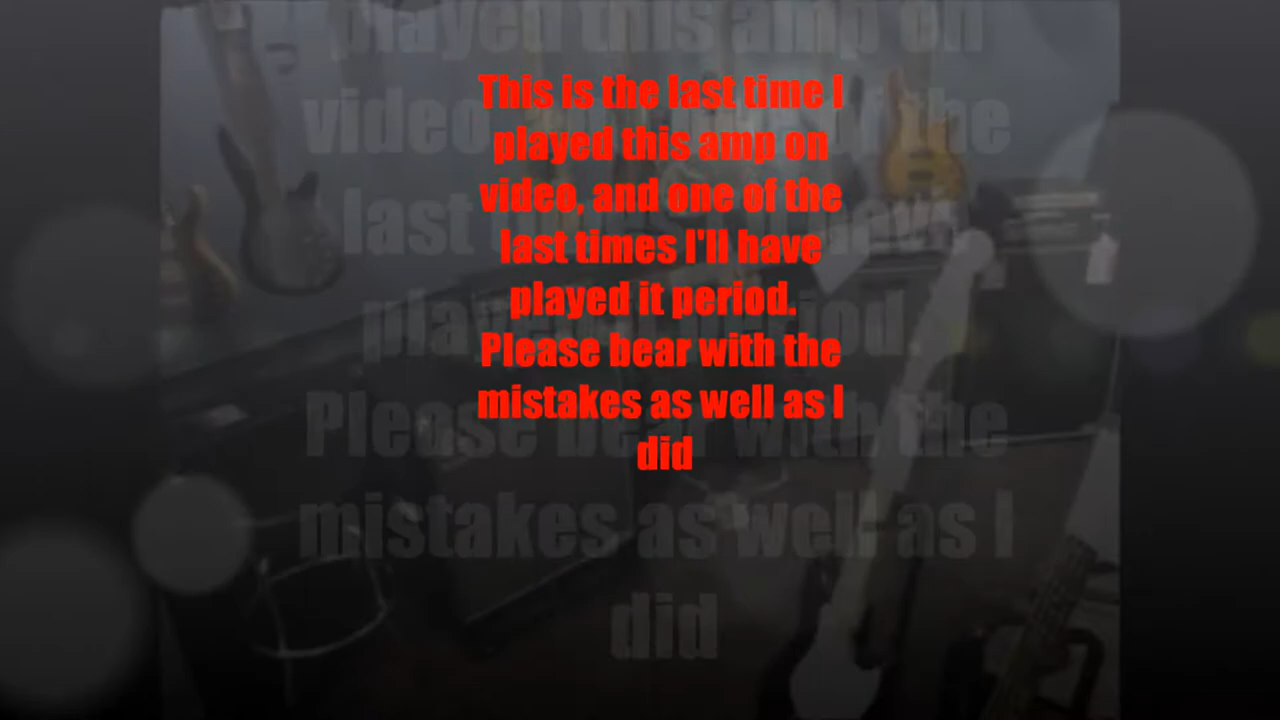 This is the last time I
played this amp on
video, and one of the
last times I'll have
played it period.
Please bear with the
mistakes as well as I
did